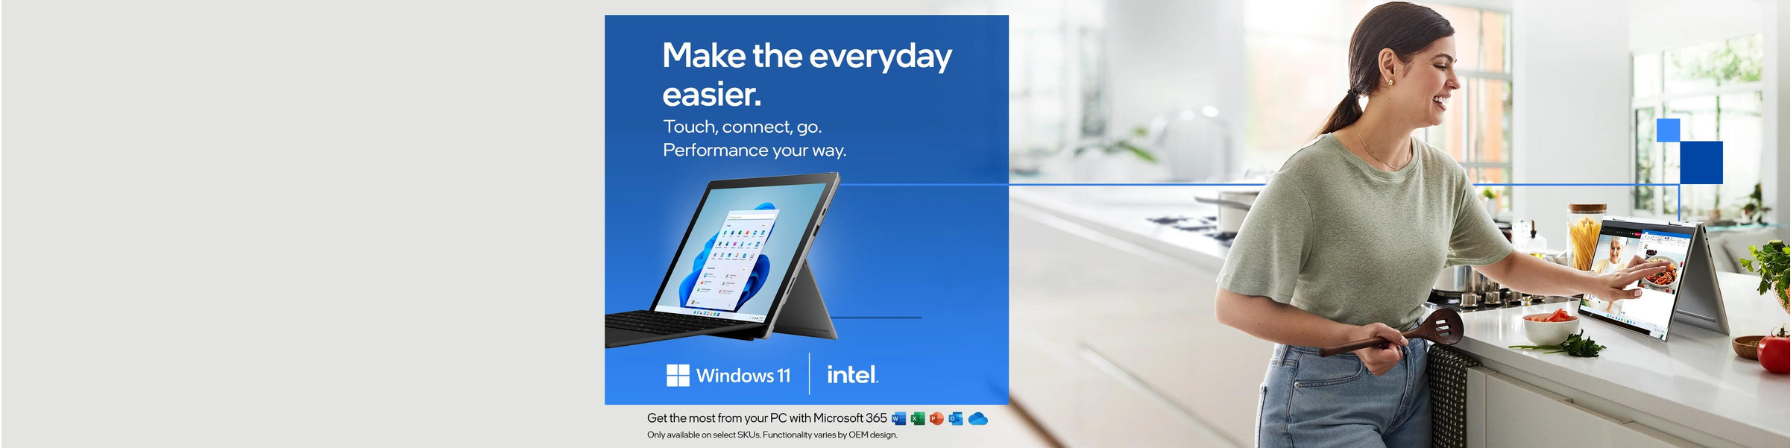 Make the everyday
easier.
Touch, connect, go.
Performance your way.
Windows 11
intel.
Get the most from your PC with Microsoft 365
Only available on select SKUs. Functionality varies by OEM design.